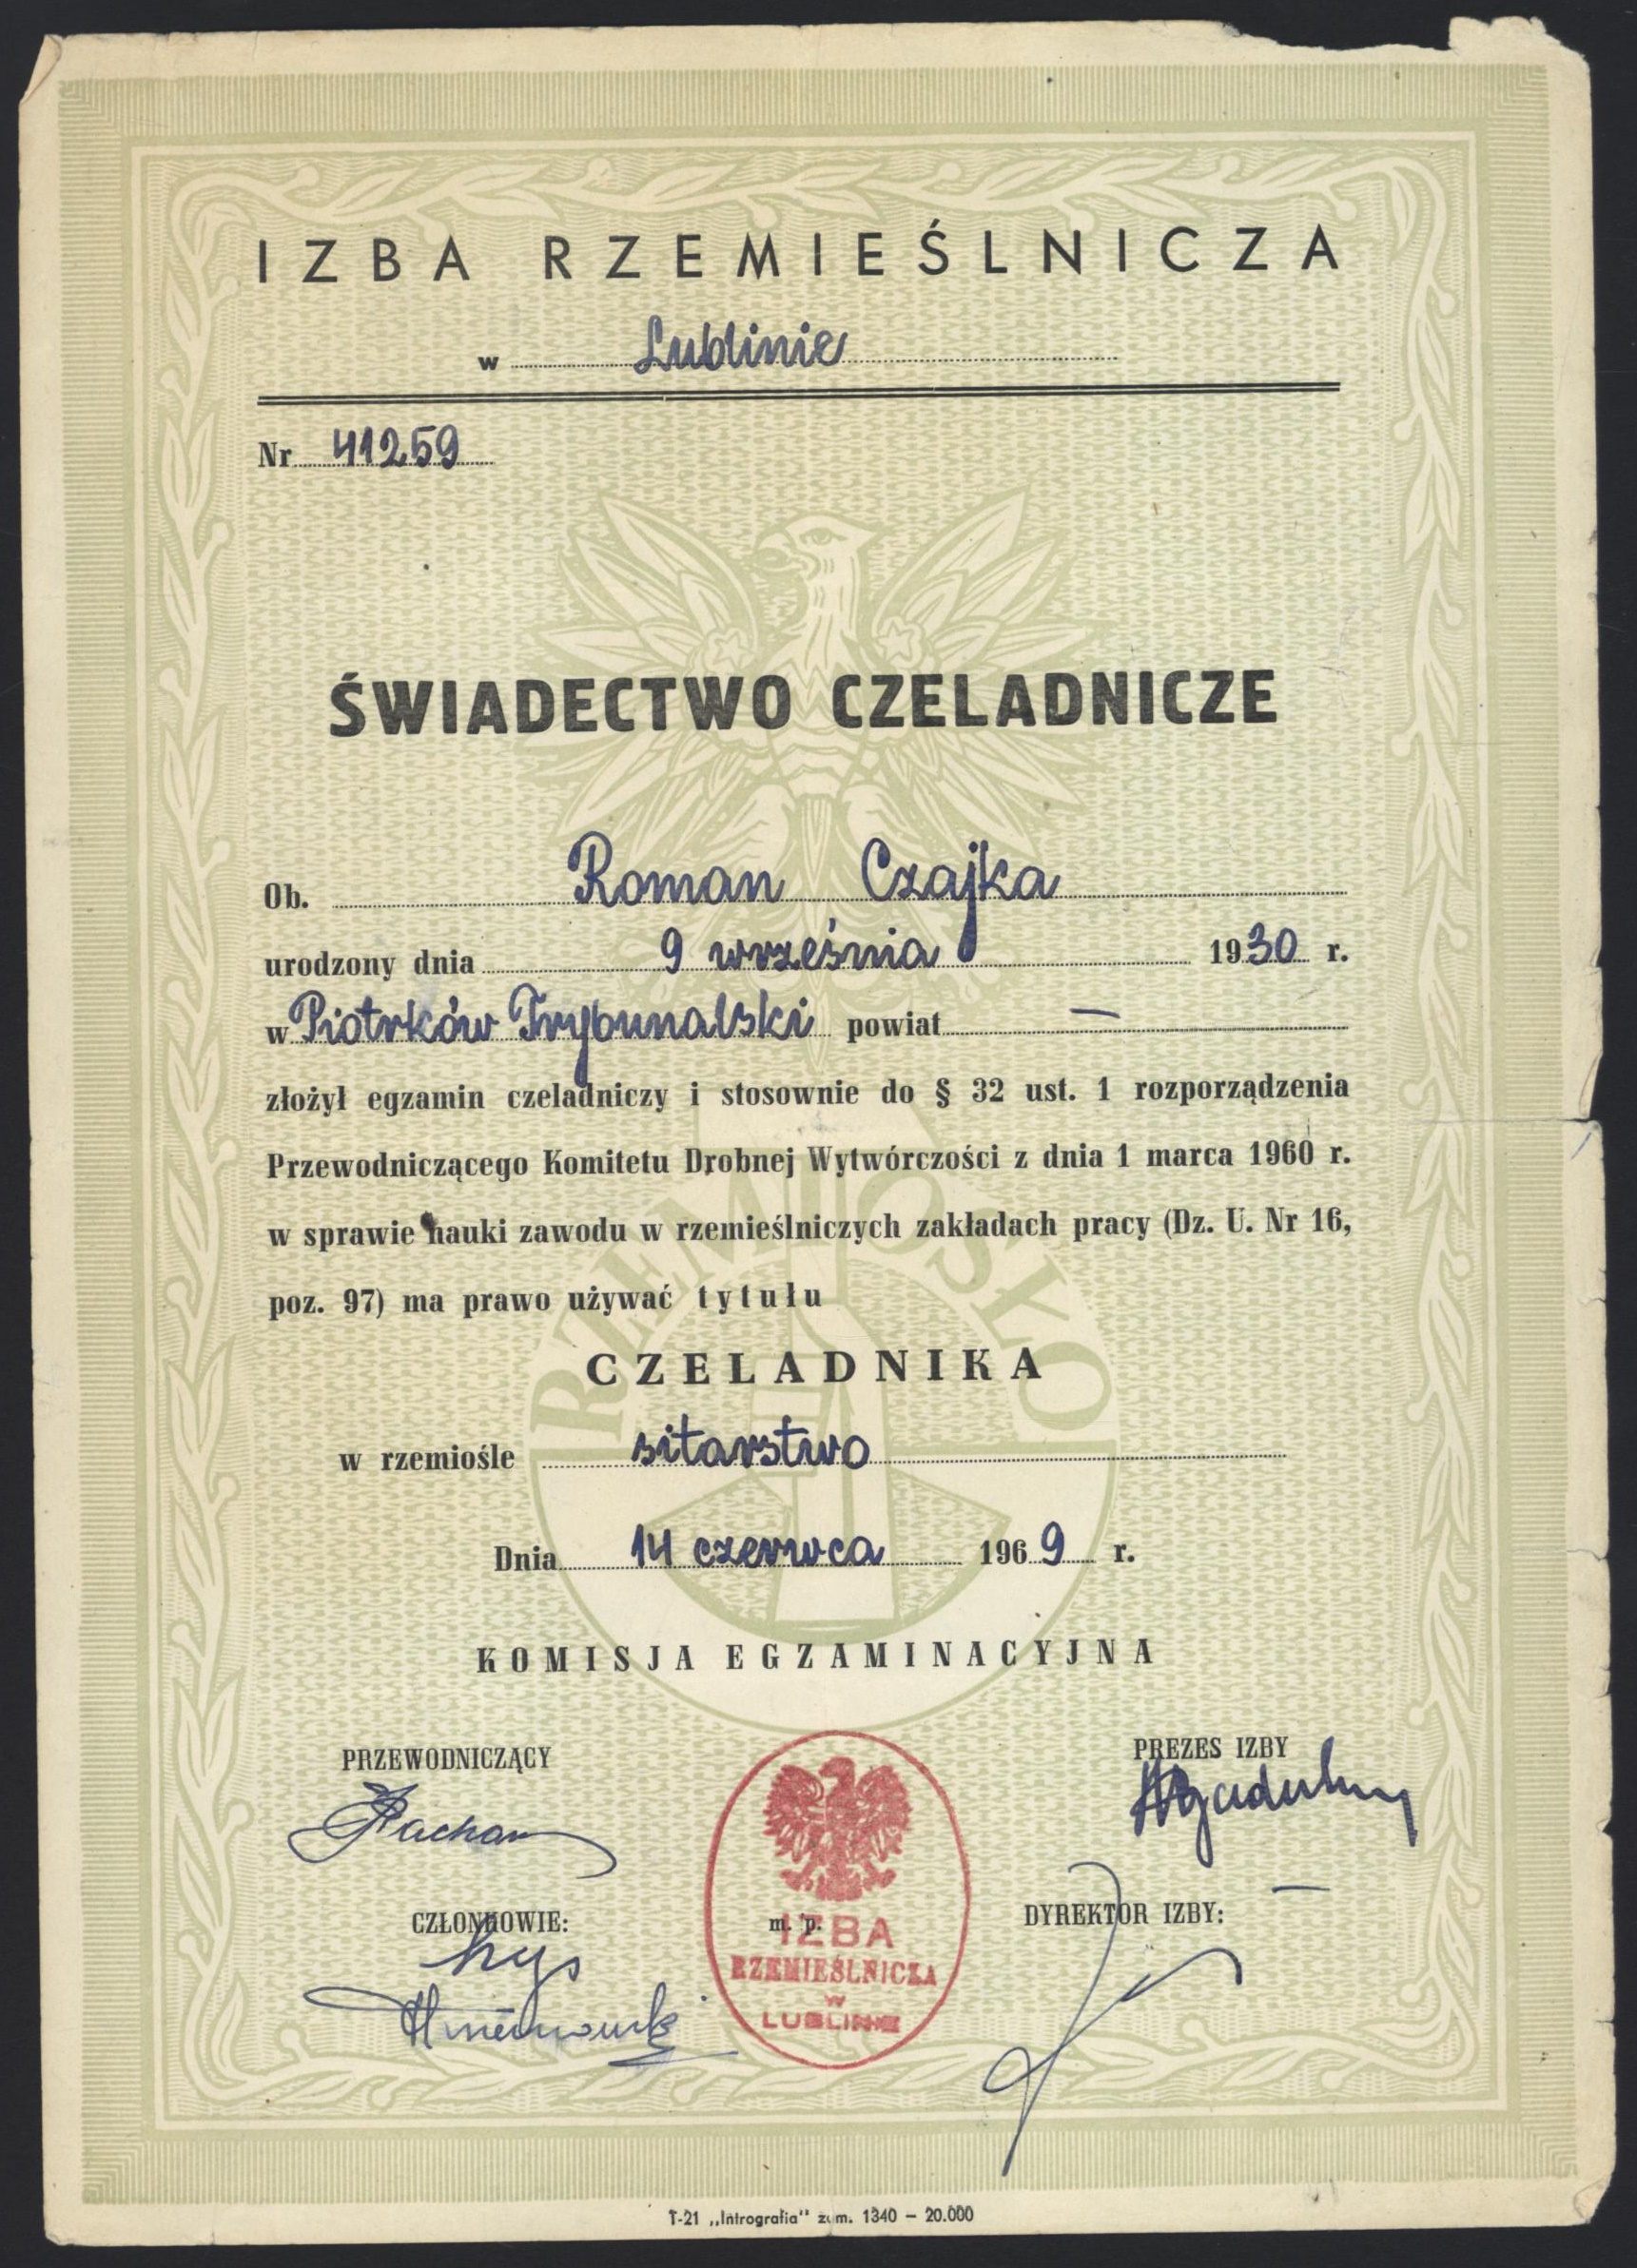 IZBA RZEMIEŚLNICZA
w Lublinie
Nr 41259
ŚWIADECTWO CZELADNICZE
Ob. Roman Czajka
urodzony dnia 9 września 1930 r.
w Piotrków Trybunalski powiat —
złożył egzamin czeladniczy i stosownie do § 32 ust. 1 rozporządzenia
Przewodniczącego Komitetu Drobnej Wytwórczości z dnia 1 marca 1960 r.
w sprawie nauki zawodu w rzemieślniczych zakładach pracy (Dz. U. Nr 16,
poz. 97) ma prawo używać tytułu
RZEMIOSŁO
CZELADNIKA
w rzemiośle sitarstwo
Dnia 14 czerwca 1969 r.
KOMISJA EGZAMINACYJNA
PRZEWODNICZĄCY
PREZES IZBY
CZŁONKOWIE:
m. p.
DYREKTOR IZBY: —
IZBA
RZEMIEŚLNICZA
W
LUBLINIE
T-21 „Intrografia" zam. 1340 — 20.000